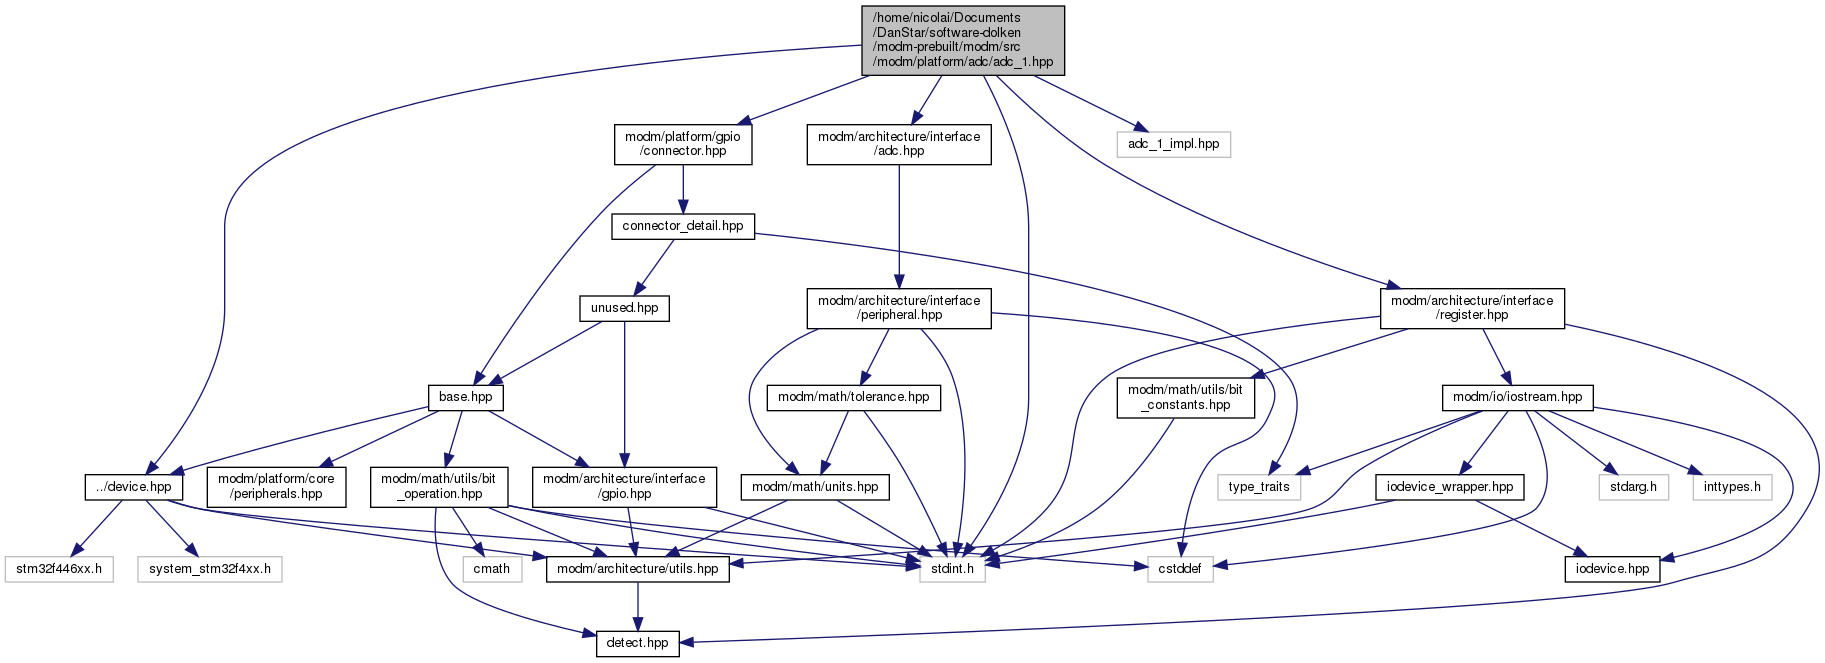 /home/nicolai/Documents
/DanStar/software-dolken
/modm-prebuilt/modm/src
/modm/platform/adc/adc_1.hpp
modm/platform/gpio
/connector.hpp
modm/architecture/interface
/adc.hpp
adc_1_impl.hpp
connector_detail.hpp
unused.hpp
modm/architecture/interface
/peripheral.hpp
modm/architecture/interface
/register.hpp
base.hpp
modm/math/tolerance.hpp
modm/math/utils/bit
_constants.hpp
modm/io/iostream.hpp
../device.hpp
modm/platform/core
/peripherals.hpp
modm/math/utils/bit
_operation.hpp
modm/architecture/interface
/gpio.hpp
modm/math/units.hpp
type_traits
iodevice_wrapper.hpp
stdarg.h
inttypes.h
stm32f446xx.h
system_stm32f4xx.h
cmath
modm/architecture/utils.hpp
stdint.h
cstddef
iodevice.hpp
detect.hpp